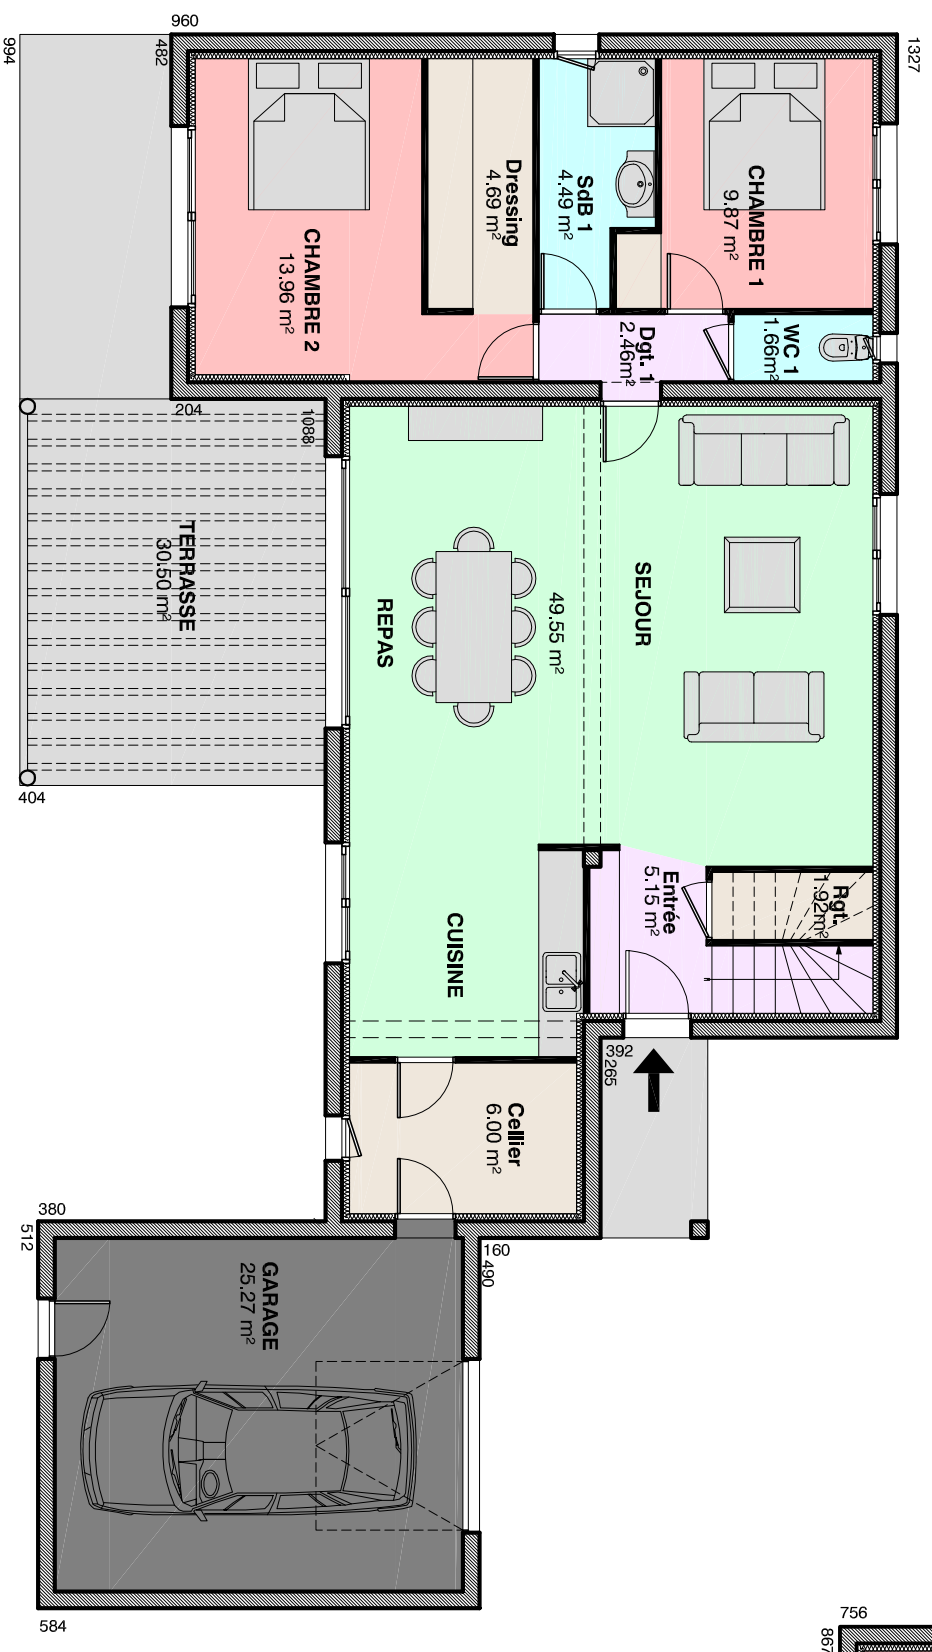 960
994
482
1327
CHAMBRE 2
13.96 m²
Dressing
4.69 m²
SdB 1
4.49 m²
CHAMBRE 1
9.87 m²
Dgt. 1
2.46m²
WC 1
1.66m²
204
1088
TERRASSE
30.50 m²
404
REPAS
49.55 m²
SEJOUR
CUISINE
Entrée
5.15 m²
Rgt.
1.92m²
392
265
Cellier
6.00 m²
380
512
160
490
GARAGE
25.27 m²
584
756
867